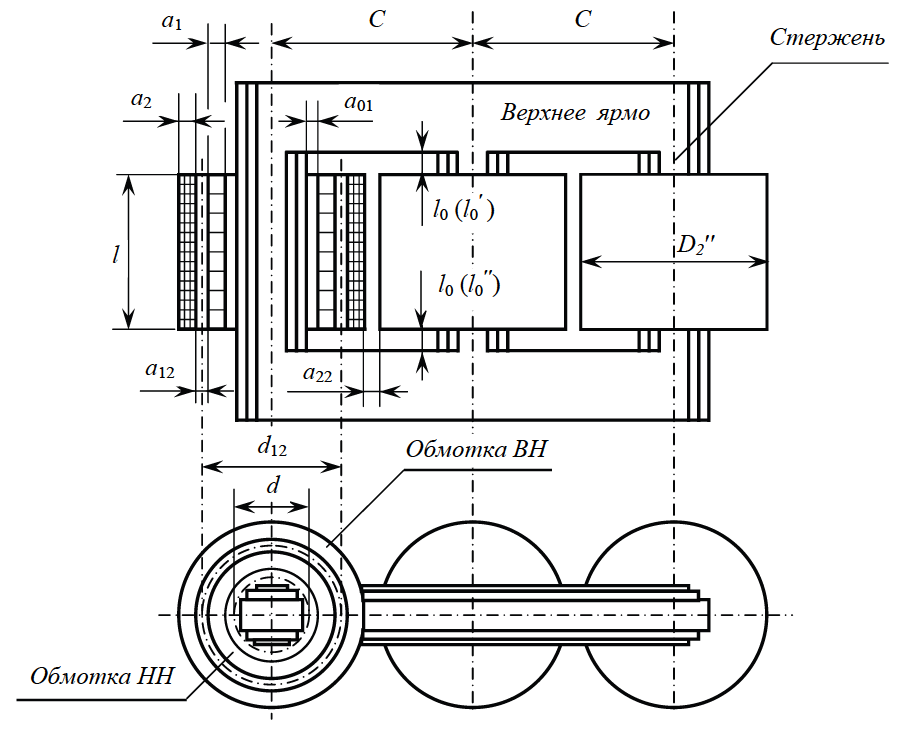 a1
C
C
Стержень
a2
a01
Верхнее ярмо
l0 (l0′)
l
D2″
l0 (l0″)
a12
a22
d12
Обмотка ВН
d
Обмотка НН